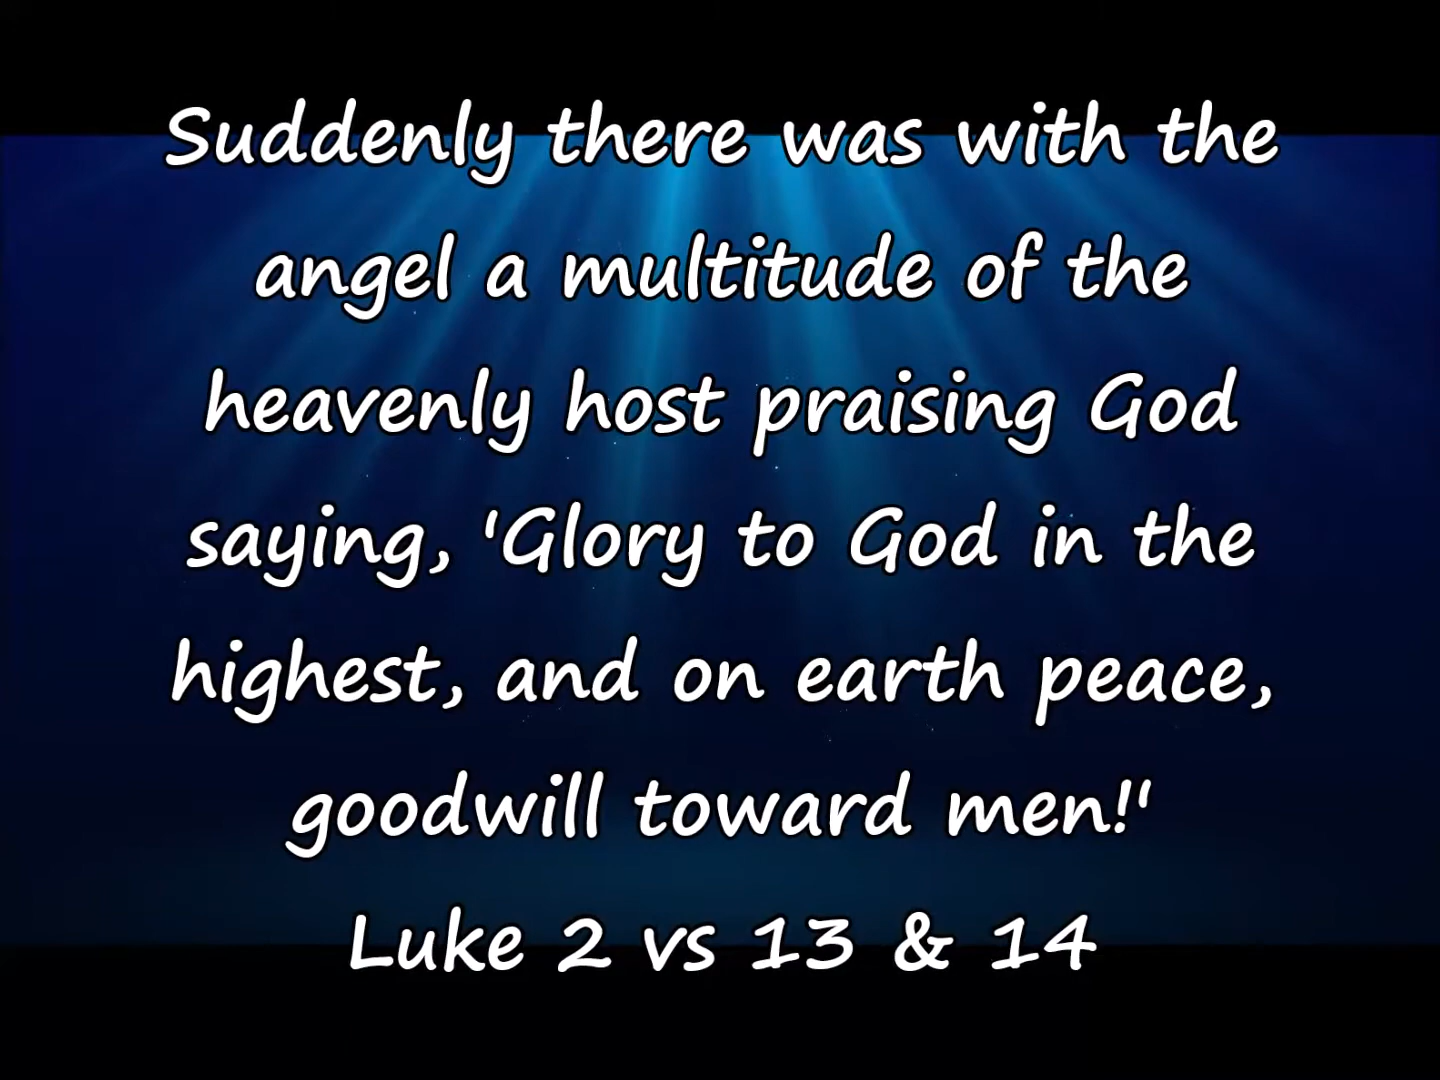 Suddenly there was with the
angel a multitude of the
heavenly host praising God
saying, 'Glory to God in the
highest, and on earth peace,
goodwill toward men!'
Luke 2 vs 13 & 14